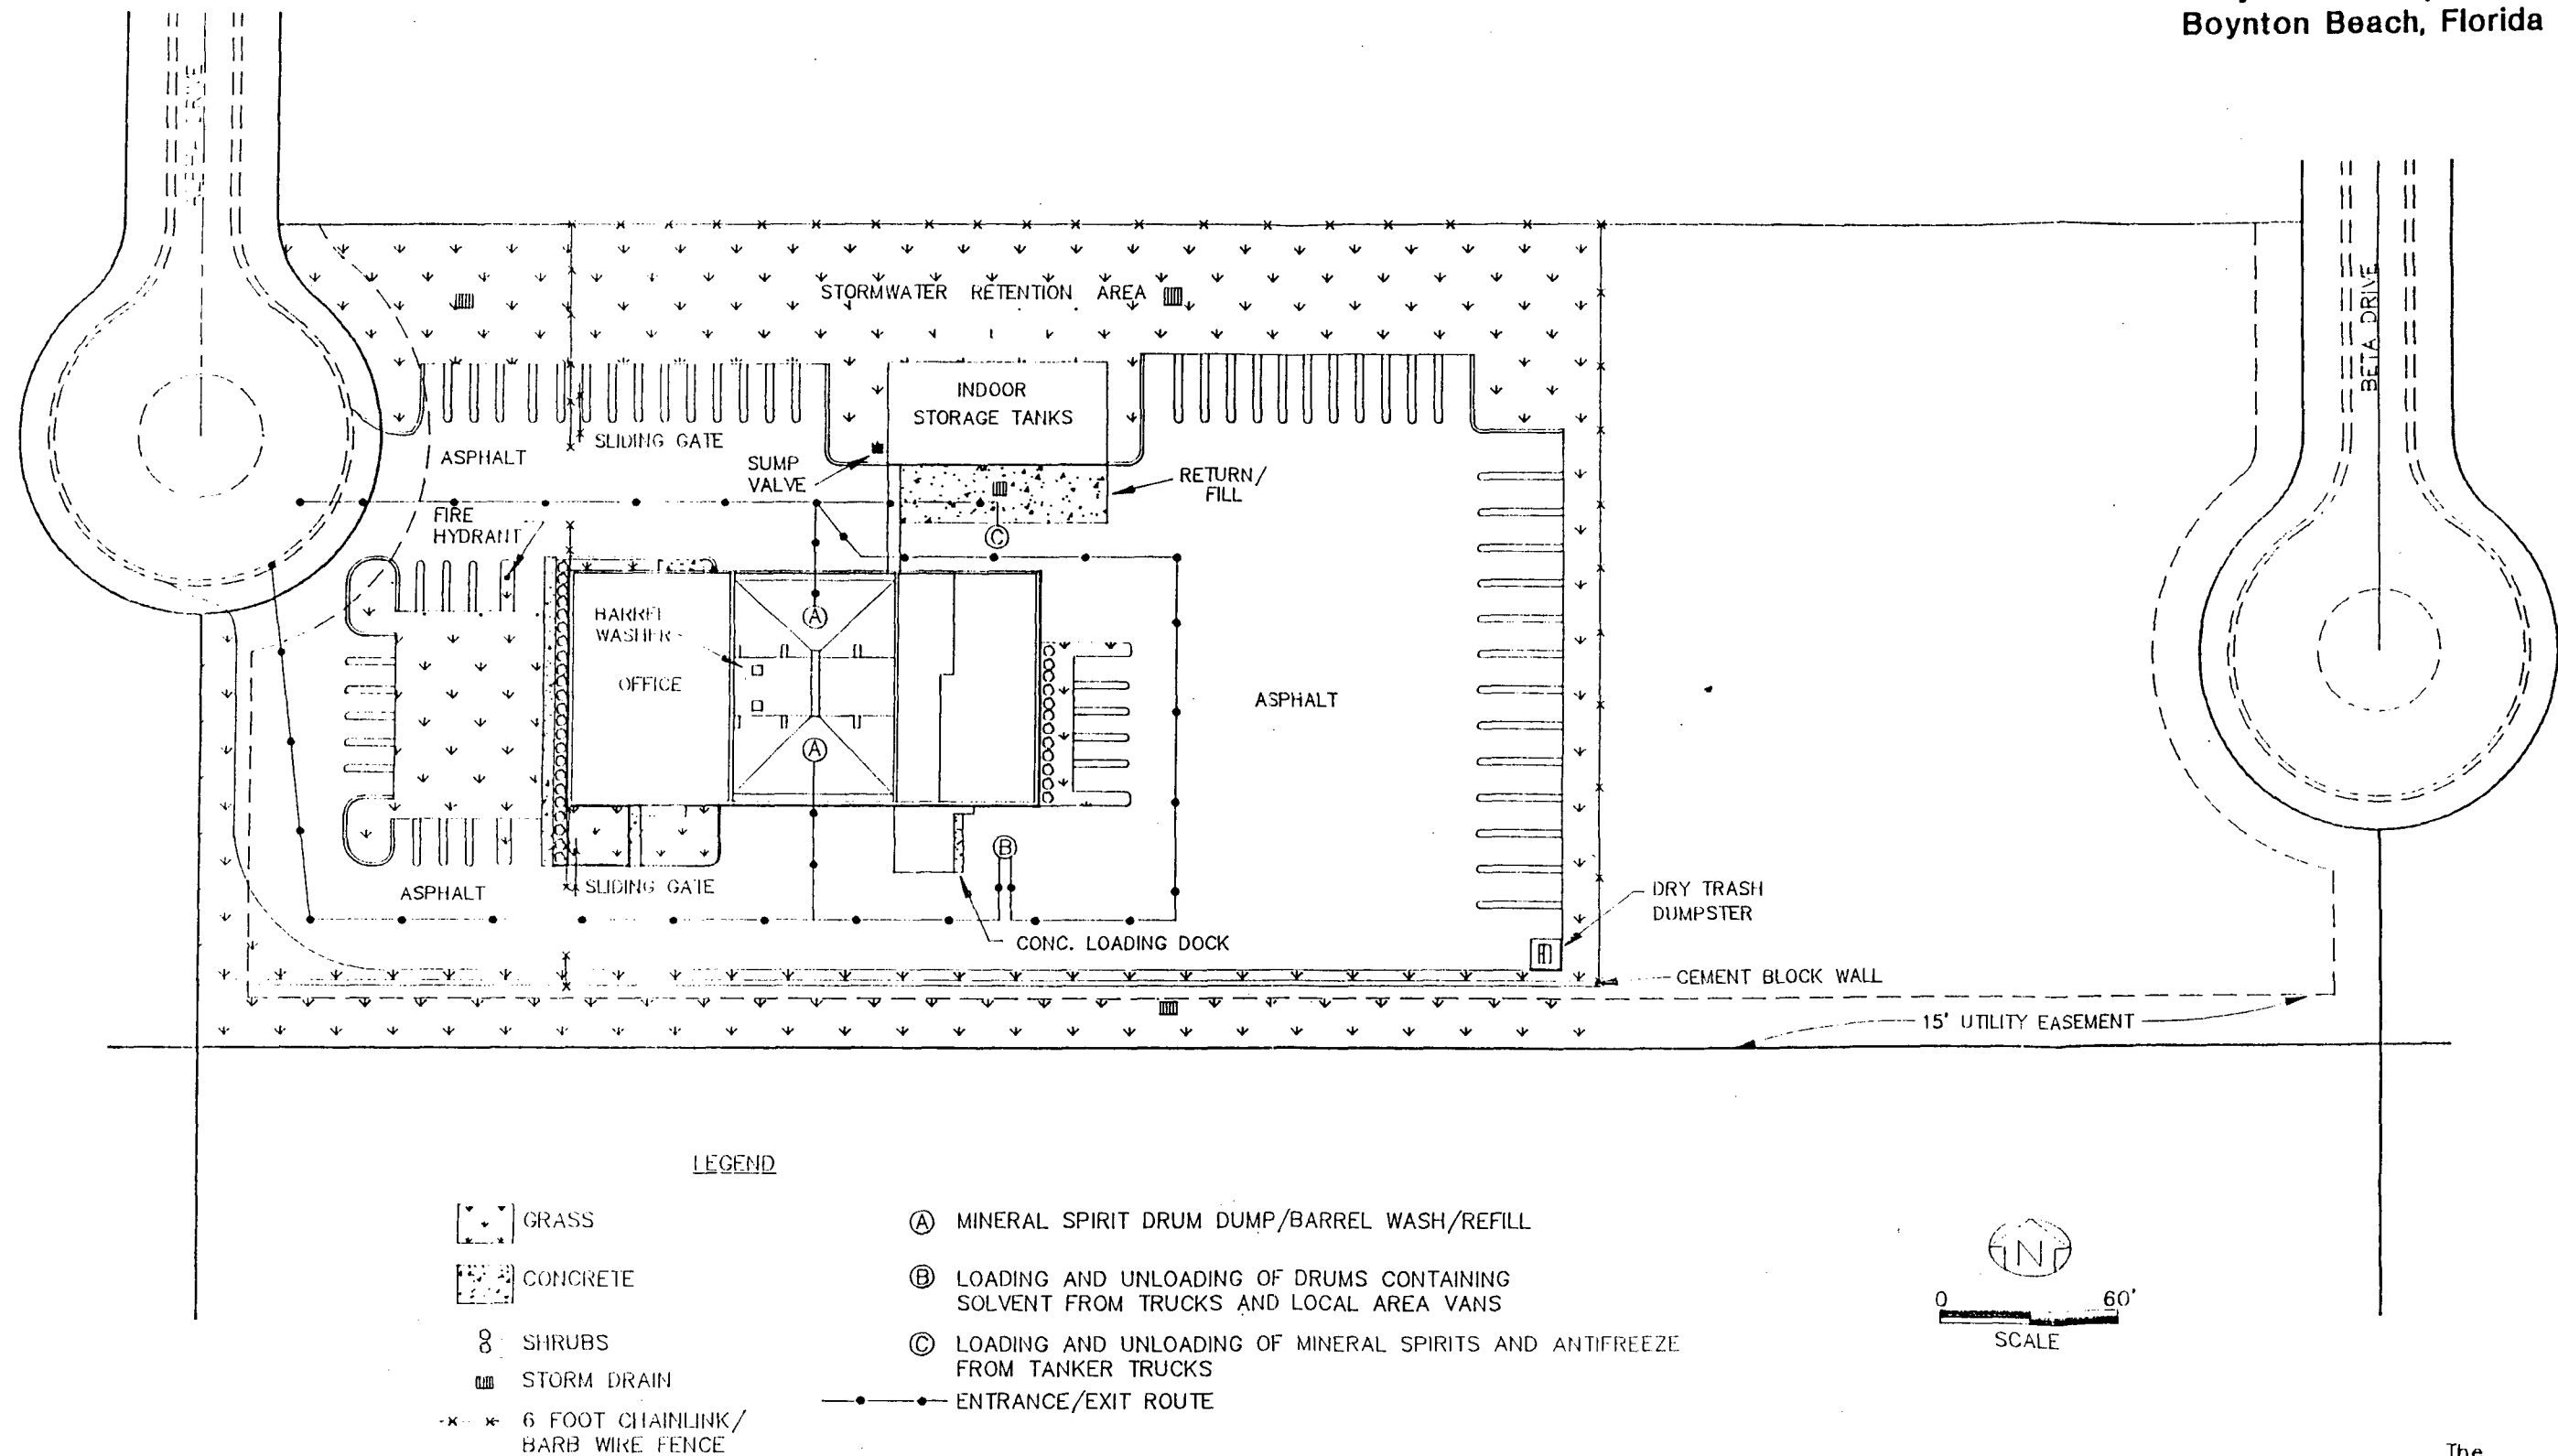 Boynton Beach, Florida
BETA DRIVE
STORMWATER RETENTION AREA
INDOOR
STORAGE TANKS
SLIDING GATE
ASPHALT
SUMP
VALVE
RETURN/
FILL
FIRE
HYDRANT
C
A
BARREL
WASHER
OFFICE
ASPHALT
A
B
ASPHALT
SLIDING GATE
DRY TRASH
DUMPSTER
CONC. LOADING DOCK
CEMENT BLOCK WALL
15' UTILITY EASEMENT
LEGEND
GRASS
CONCRETE
SHRUBS
STORM DRAIN
6 FOOT CHAINLINK/
BARB WIRE FENCE
A MINERAL SPIRIT DRUM DUMP/BARREL WASH/REFILL
B LOADING AND UNLOADING OF DRUMS CONTAINING
SOLVENT FROM TRUCKS AND LOCAL AREA VANS
C LOADING AND UNLOADING OF MINERAL SPIRITS AND ANTIFREEZE
FROM TANKER TRUCKS
ENTRANCE/EXIT ROUTE
N
0 60'
SCALE
The